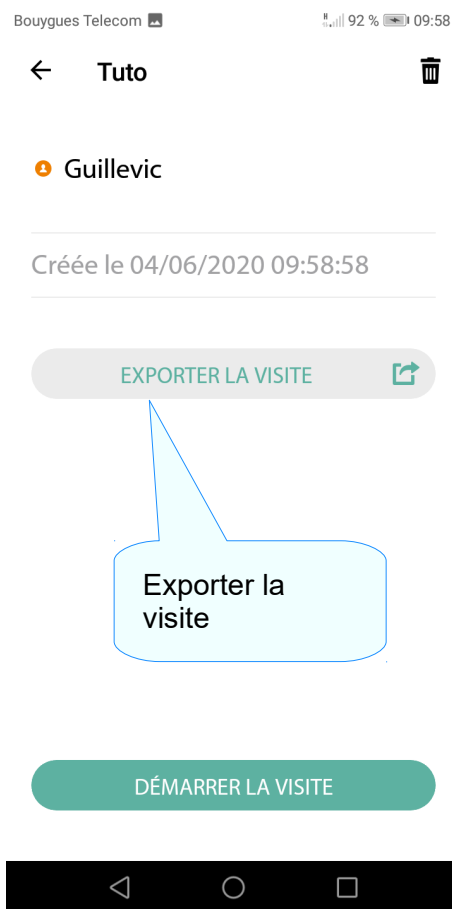 Bouygues Telecom 92 % 09:58
Tuto
Guillevic
Créée le 04/06/2020 09:58:58
EXPORTER LA VISITE
Exporter la
visite
DÉMARRER LA VISITE